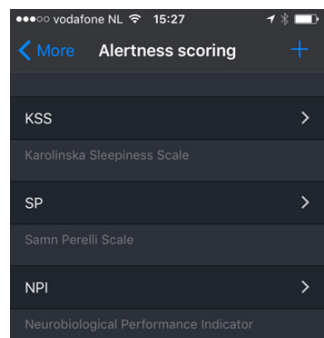 vodafone NL 15:27
More Alertness scoring +
KSS
Karolinska Sleepiness Scale
SP
Samn Perelli Scale
NPI
Neurobiological Performance Indicator